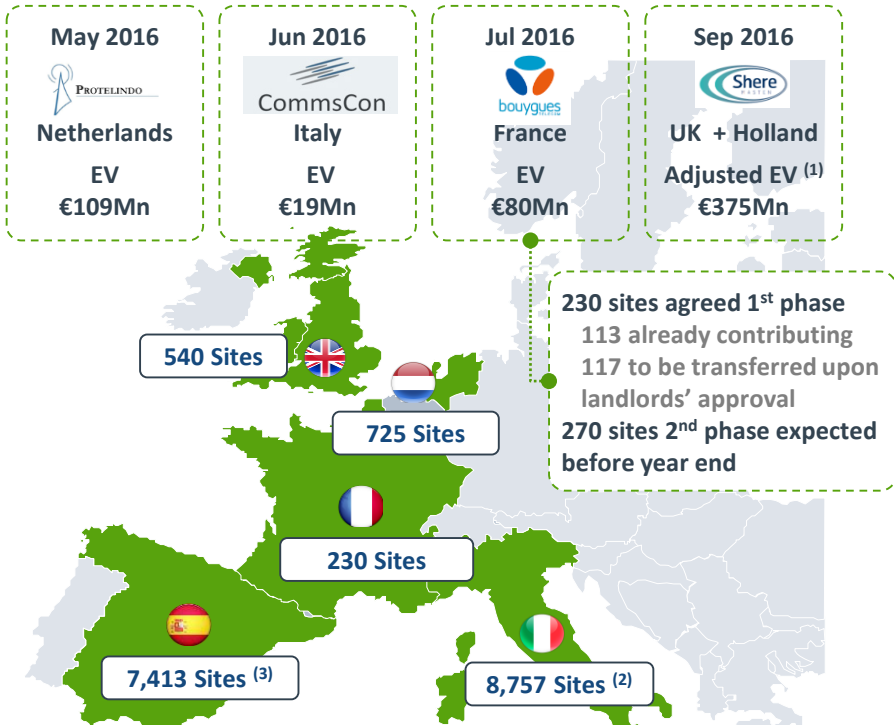 May 2016
PROTELINDO
Netherlands
EV
€109Mn
Jun 2016
CommsCon
Italy
EV
€19Mn
Jul 2016
bouygues
TELECOM
France
EV
€80Mn
Sep 2016
Shere
MASTEN
UK + Holland
Adjusted EV (1)
€375Mn
230 sites agreed 1st phase
113 already contributing
117 to be transferred upon
landlords’ approval
270 sites 2nd phase expected
before year end
540 Sites
725 Sites
230 Sites
7,413 Sites (3)
8,757 Sites (2)